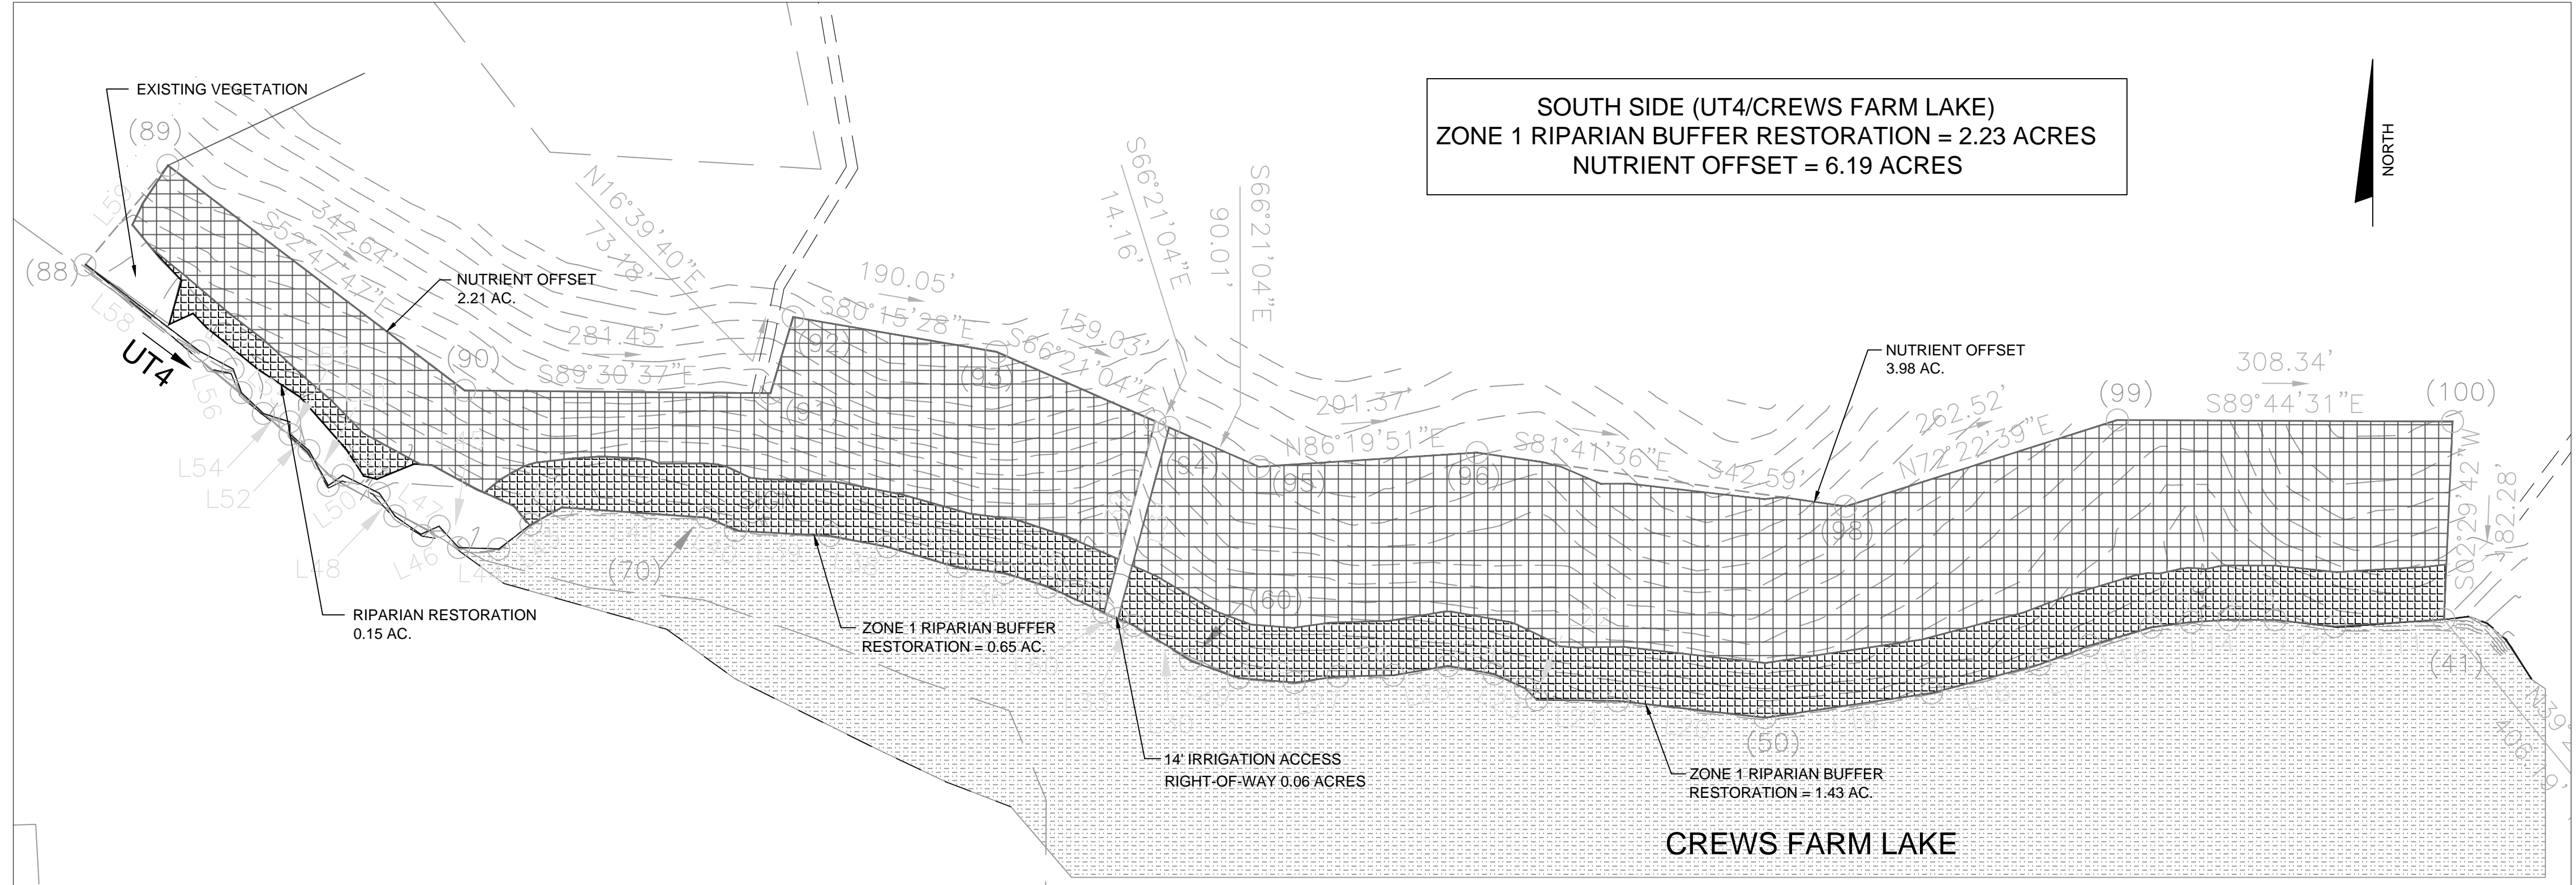 EXISTING VEGETATION
(89)
(88)
L59
L58
UT4
L56
L54
L52
L50
L48
L47
L46
342.64'
S52°47'47"E
NUTRIENT OFFSET
2.21 AC.
(90)
281.45'
S89°30'37"E
N16°39'40"E
73.18'
(91)
(92)
190.05'
S80°15'28"E
(93)
159.03'
S66°21'04"E
S66°21'04"E
14.16'
S66°21'04"E
90.01'
(94)
(95)
SOUTH SIDE (UT4/CREWS FARM LAKE)
ZONE 1 RIPARIAN BUFFER RESTORATION = 2.23 ACRES
NUTRIENT OFFSET = 6.19 ACRES
NORTH
291.37'
N86°19'51"E
(96)
S81°41'36"E
342.59'
NUTRIENT OFFSET
3.98 AC.
(98)
262.52'
N72°22'39"E
(99)
308.34'
S89°44'31"E
(100)
S02°29'42"W
182.28'
(41)
RIPARIAN RESTORATION
0.15 AC.
(70)
ZONE 1 RIPARIAN BUFFER
RESTORATION = 0.65 AC.
(60)
14' IRRIGATION ACCESS
RIGHT-OF-WAY 0.06 ACRES
(50)
ZONE 1 RIPARIAN BUFFER
RESTORATION = 1.43 AC.
CREWS FARM LAKE